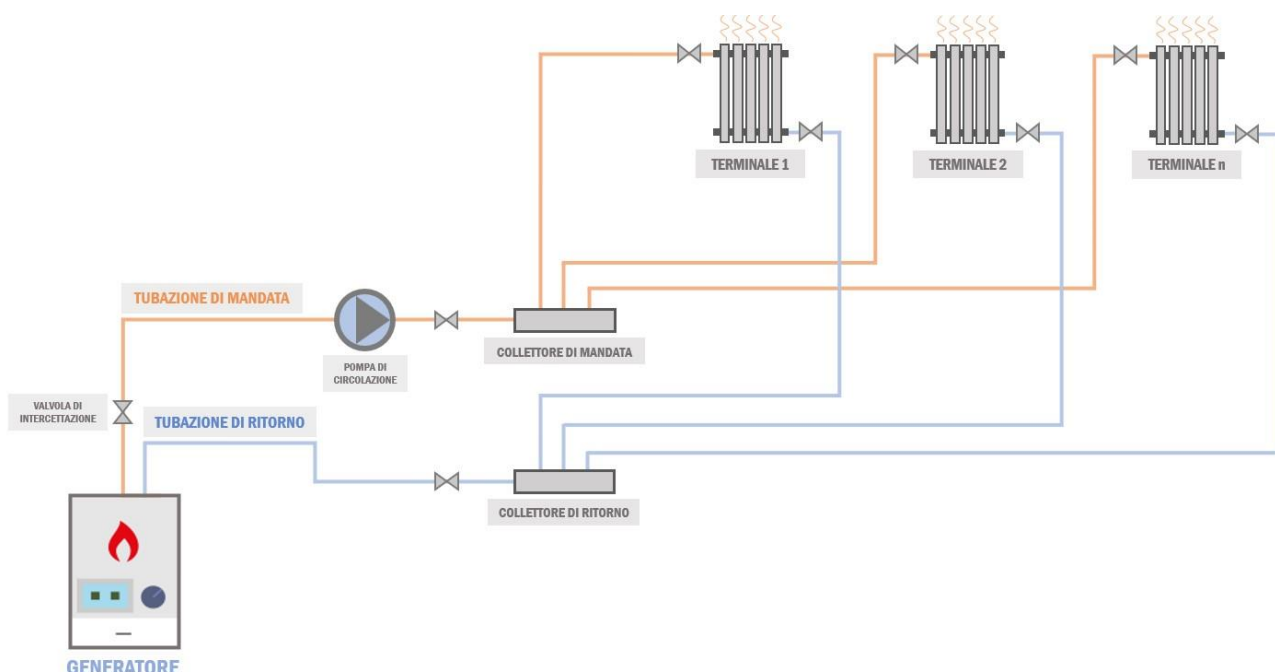 TERMINALE 1
TERMINALE 2
TERMINALE n
TUBAZIONE DI MANDATA
COLLETTORE DI MANDATA
POMPA DI
CIRCOLAZIONE
VALVOLA DI
INTERCETTAZIONE
TUBAZIONE DI RITORNO
COLLETTORE DI RITORNO
GENERATORE